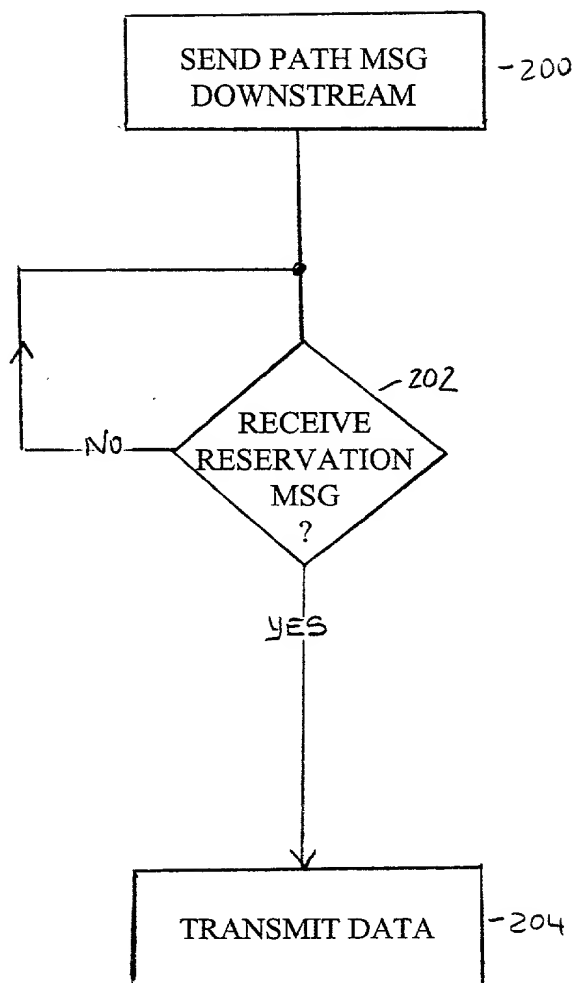 SEND PATH MSG
DOWNSTREAM
-200
202
RECEIVE
RESERVATION
MSG
?
NO
YES
TRANSMIT DATA
-204